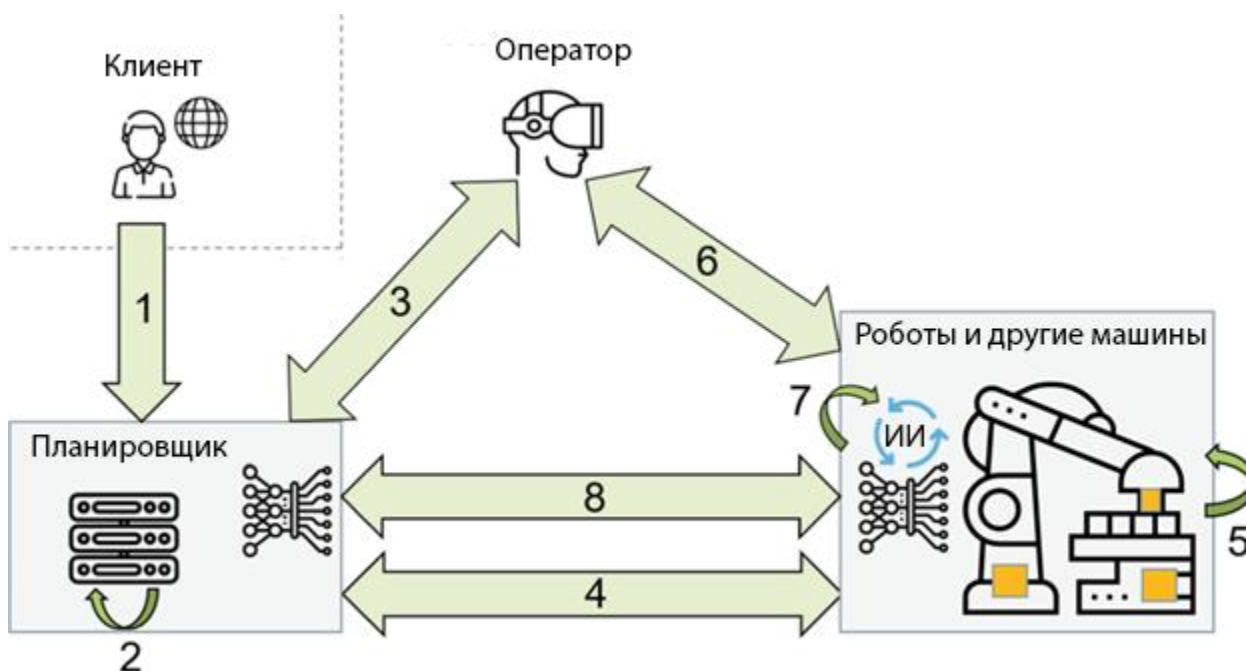 Клиент
Оператор
1
3
6
Роботы и другие машины
7
ИИ
Планировщик
8
5
4
2